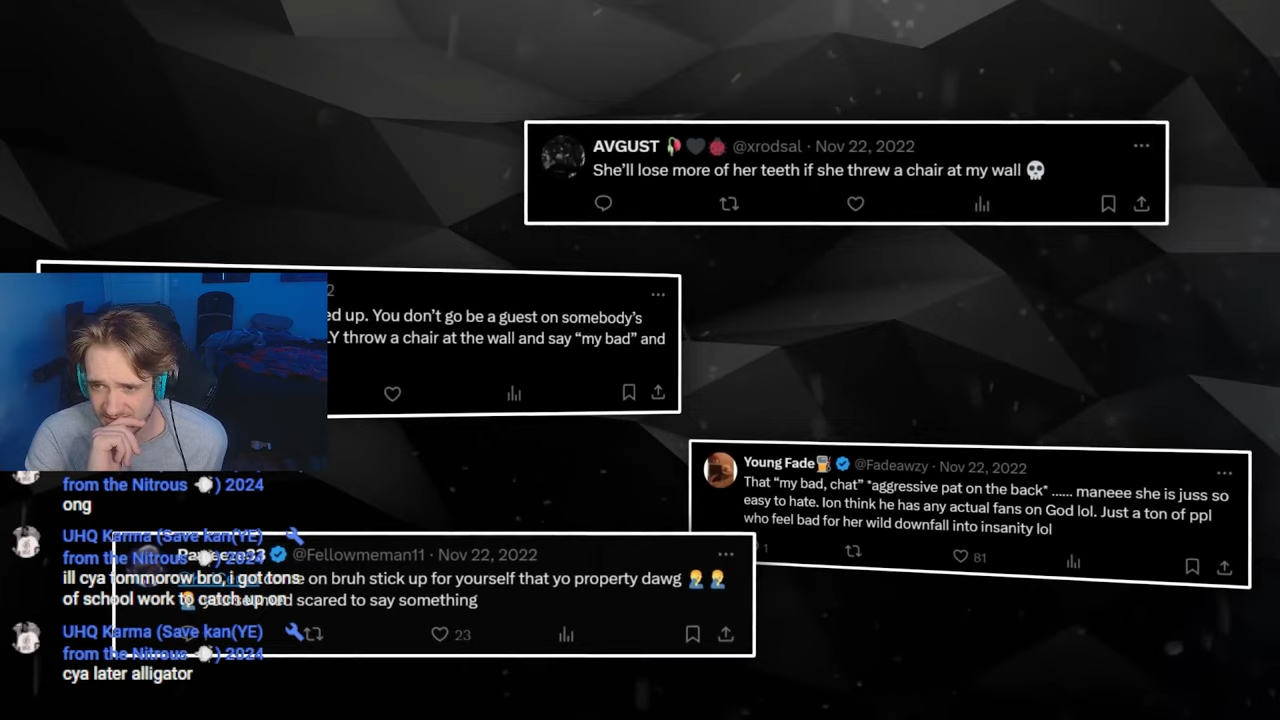 AVGUST @xrodsal · Nov 22, 2022
She'll lose more of her teeth if she threw a chair at my wall 💀
2
ed up. You don't go be a guest on somebody's
LY throw a chair at the wall and say "my bad" and
Young Fade @Fadeawzy · Nov 22, 2022
That "my bad, chat" *aggressive pat on the back* ...... maneee she is juss so
easy to hate. Ion think he has any actual fans on God lol. Just a ton of ppl
who feel bad for her wild downfall into insanity lol
1
81
@Fellowmeman11 · Nov 22, 2022
on bruh stick up for yourself that yo property dawg 🤦 🤦
scared to say something
23
from the Nitrous ) 2024
ong
UHQ Karma (Save kan(YE)
from the Nitrous ) 2024
ill cya tommorow bro, i got tons
of school work to catch up on
UHQ Karma (Save kan(YE)
from the Nitrous ) 2024
cya later alligator